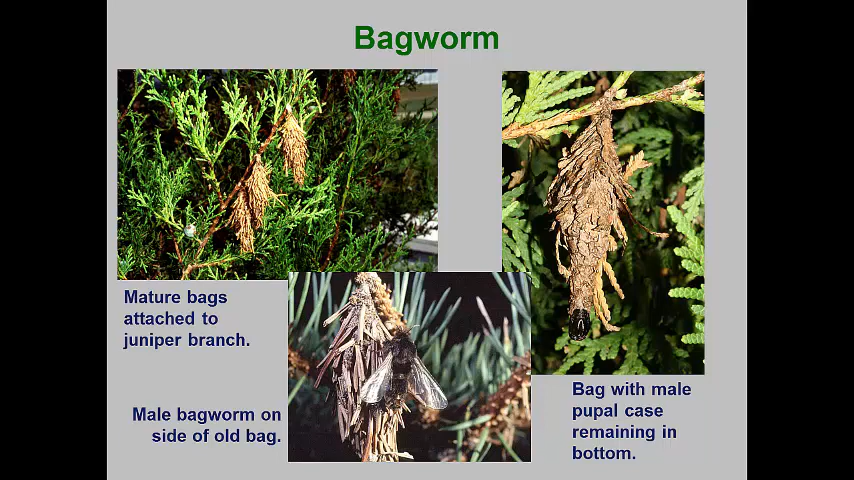 Bagworm
Mature bags
attached to
juniper branch.
Male bagworm on
side of old bag.
Bag with male
pupal case
remaining in
bottom.